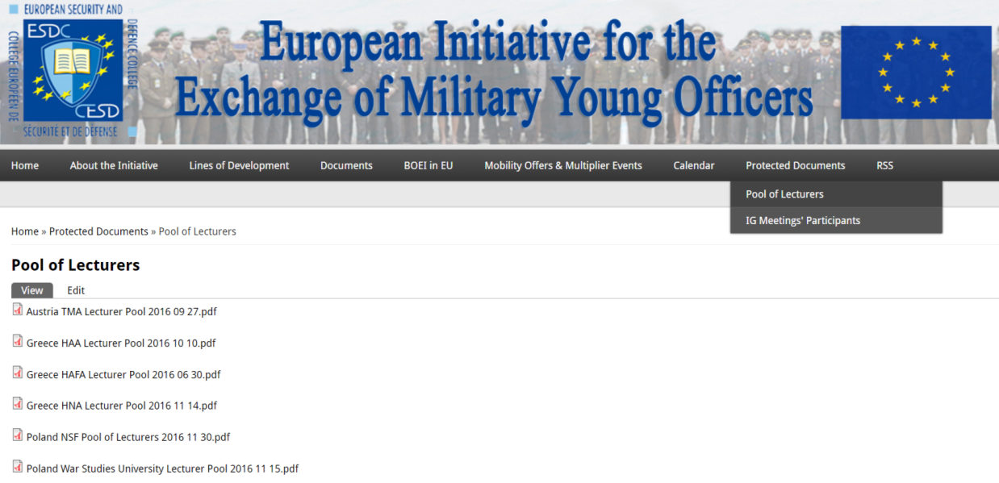 EUROPEAN SECURITY AND
DEFENCE COLLEGE
COLLEGE EUROPÉEN DE
SÉCURITÉ ET DE DÉFENSE
ESDC
CESD
European Initiative for the
Exchange of Military Young Officers
Home About the Initiative Lines of Development Documents BOEI in EU Mobility Offers & Multiplier Events Calendar Protected Documents RSS
Pool of Lecturers
IG Meetings' Participants
Home » Protected Documents » Pool of Lecturers
Pool of Lecturers
View Edit
Austria TMA Lecturer Pool 2016 09 27.pdf
Greece HAA Lecturer Pool 2016 10 10.pdf
Greece HAFA Lecturer Pool 2016 06 30.pdf
Greece HNA Lecturer Pool 2016 11 14.pdf
Poland NSF Pool of Lecturers 2016 11 30.pdf
Poland War Studies University Lecturer Pool 2016 11 15.pdf